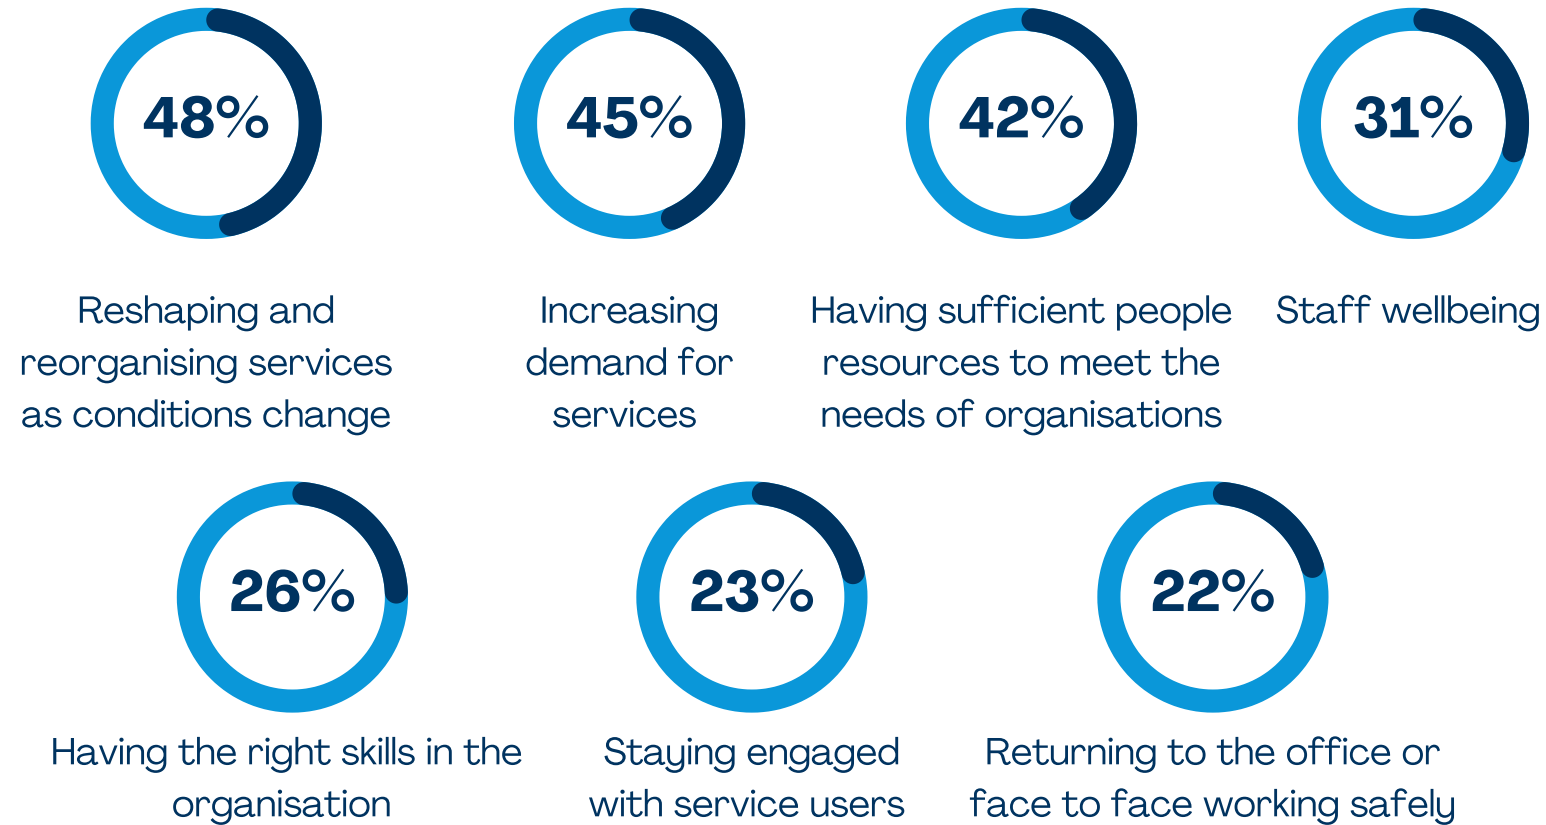 48%
45%
42%
31%
Reshaping and
reorganising services
as conditions change
Increasing
demand for
services
Having sufficient people
resources to meet the
needs of organisations
Staff wellbeing
26%
23%
22%
Having the right skills in the
organisation
Staying engaged
with service users
Returning to the office or
face to face working safely